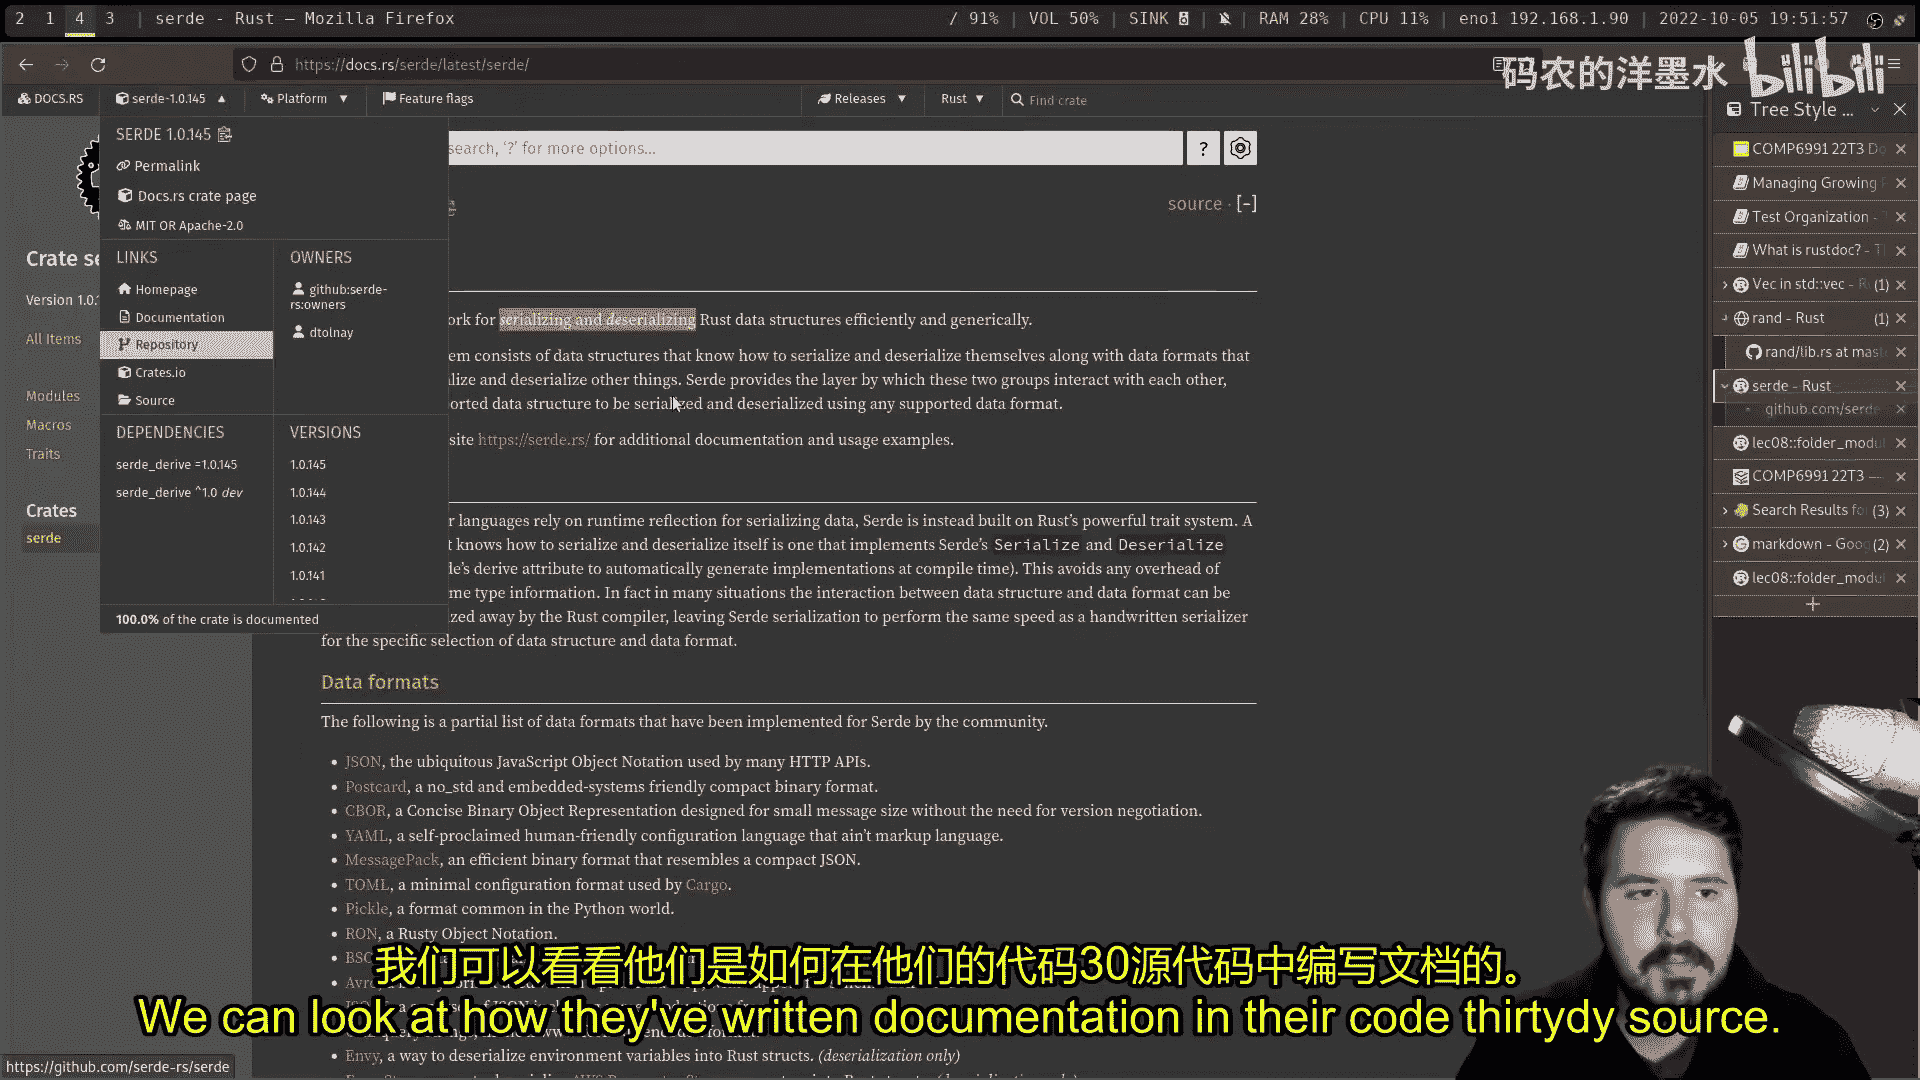 2 1 4 3 | serde - Rust — Mozilla Firefox
/ 91% | VOL 50% | SINK | | RAM 28% | CPU 11% | eno1 192.168.1.90 | 2022-10-05 19:51:57
https://docs.rs/serde/latest/serde/
码农的洋墨水 bilibili
DOCS.RS serde-1.0.145 Platform Feature flags Releases Rust Find crate
SERDE 1.0.145
Permalink
Docs.rs crate page
MIT OR Apache-2.0
LINKS
Homepage
Documentation
Repository
Crates.io
Source
OWNERS
github:serde-
rs:owners
dtolnay
DEPENDENCIES
serde_derive =1.0.145
serde_derive ^1.0 dev
VERSIONS
1.0.145
1.0.144
1.0.143
1.0.142
1.0.141
100.0% of the crate is documented
Crate se
Version 1.0.
All Items
Modules
Macros
Traits
Crates
serde
search, ‘?’ for more options…
?
source · [-]
ork for serializing and deserializing Rust data structures efficiently and generically.
em consists of data structures that know how to serialize and deserialize themselves along with data formats that
lize and deserialize other things. Serde provides the layer by which these two groups interact with each other,
orted data structure to be serialized and deserialized using any supported data format.
site https://serde.rs/ for additional documentation and usage examples.
r languages rely on runtime reflection for serializing data, Serde is instead built on Rust’s powerful trait system. A
t knows how to serialize and deserialize itself is one that implements Serde’s Serialize and Deserialize
de’s derive attribute to automatically generate implementations at compile time). This avoids any overhead of
me type information. In fact in many situations the interaction between data structure and data format can be
zed away by the Rust compiler, leaving Serde serialization to perform the same speed as a handwritten serializer
for the specific selection of data structure and data format.
Data formats
The following is a partial list of data formats that have been implemented for Serde by the community.
• JSON, the ubiquitous JavaScript Object Notation used by many HTTP APIs.
• Postcard, a no_std and embedded-systems friendly compact binary format.
• CBOR, a Concise Binary Object Representation designed for small message size without the need for version negotiation.
• YAML, a self-proclaimed human-friendly configuration language that ain’t markup language.
• MessagePack, an efficient binary format that resembles a compact JSON.
• TOML, a minimal configuration format used by Cargo.
• Pickle, a format common in the Python world.
• RON, a Rusty Object Notation.
• Envy, a way to deserialize environment variables into Rust structs. (deserialization only)
Tree Style ...
COMP6991 22T3 Do
Managing Growing
Test Organization -
What is rustdoc? - T
Vec in std::vec - R (1)
rand - Rust (1)
rand/lib.rs at mast
serde - Rust
github.com/serde
lec08::folder_modu
COMP6991 22T3 —
Search Results fo (3)
markdown - Goog (2)
lec08::folder_modu
+
我们可以看看他们是如何在他们的代码30源代码中编写文档的。
We can look at how they've written documentation in their code thirtydy source.
https://github.com/serde-rs/serde